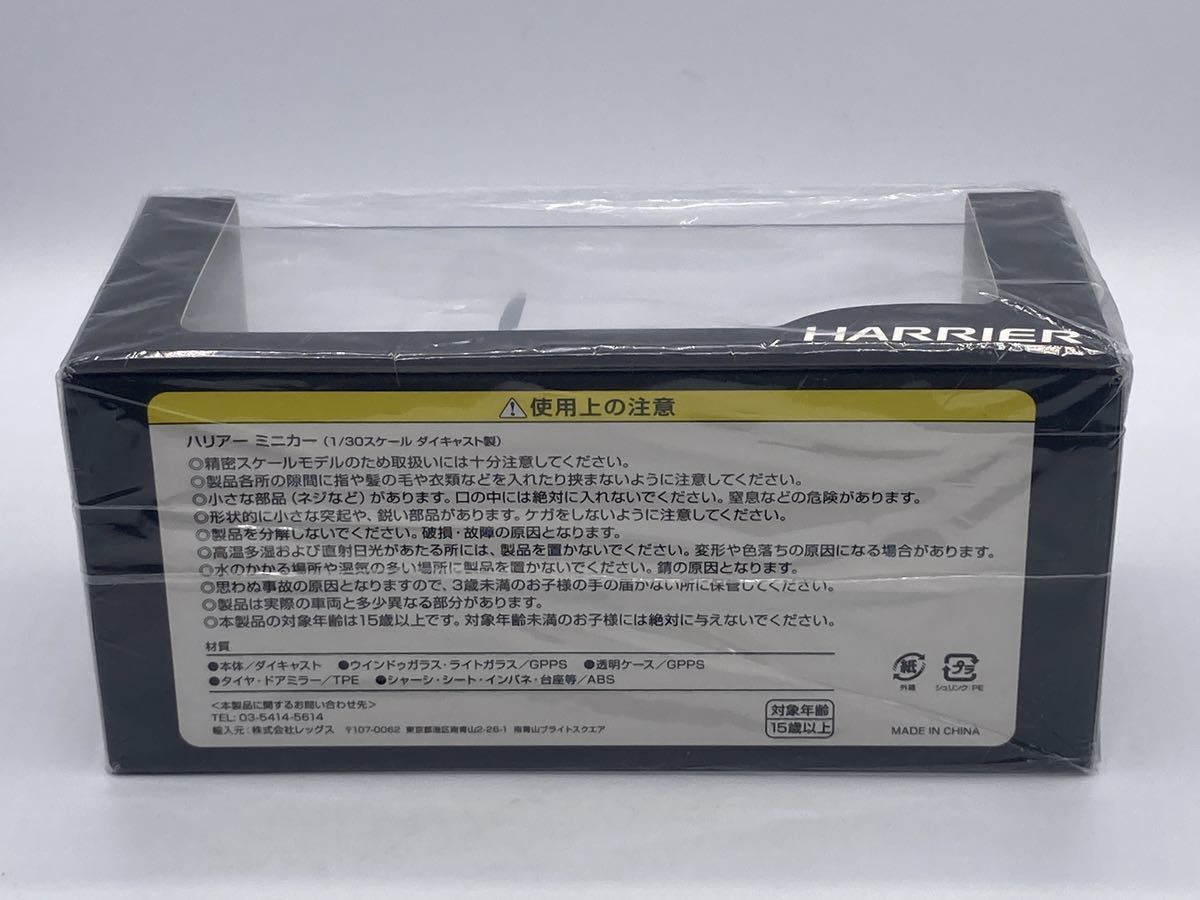 HARRIER
⚠使用上の注意
ハリアー ミニカー (1/30スケール ダイキャスト製)
◎精密スケールモデルのため取扱いには十分注意してください。
◎製品各所の隙間に指や髪の毛や衣類などを入れたり挟まないように注意してください。
◎小さな部品(ネジなど)があります。口の中には絶対に入れないでください。窒息などの危険があります。
◎形状的に小さな突起や、鋭い部品があります。ケガをしないように注意してください。
◎製品を分解しないでください。破損・故障の原因となります。
◎高温多湿および直射日光があたる所には、製品を置かないでください。変形や色落ちの原因になる場合があります。
◎水のかかる場所や湿気の多い場所に製品を置かないでください。錆の原因となります。
◎思わぬ事故の原因となりますので、3歳未満のお子様の手の届かない所に保管してください。
◎製品は実際の車両と多少異なる部分があります。
◎本製品の対象年齢は15歳以上です。対象年齢未満のお子様には絶対に与えないでください。
材質
●本体/ダイキャスト ●ウインドゥガラス・ライトガラス/GPPS ●透明ケース/GPPS
●タイヤ・ドアミラー/TPE ●シャーシ・シート・インパネ・台座等/ABS
紙 プラ
外箱 シュリンク:PE
<本製品に関するお問い合わせ先>
TEL: 03-5414-5614
輸入元:株式会社レッグス 〒107-0062 東京都港区南青山2-26-1 南青山ブライトスクエア
対象年齢
15歳以上
MADE IN CHINA